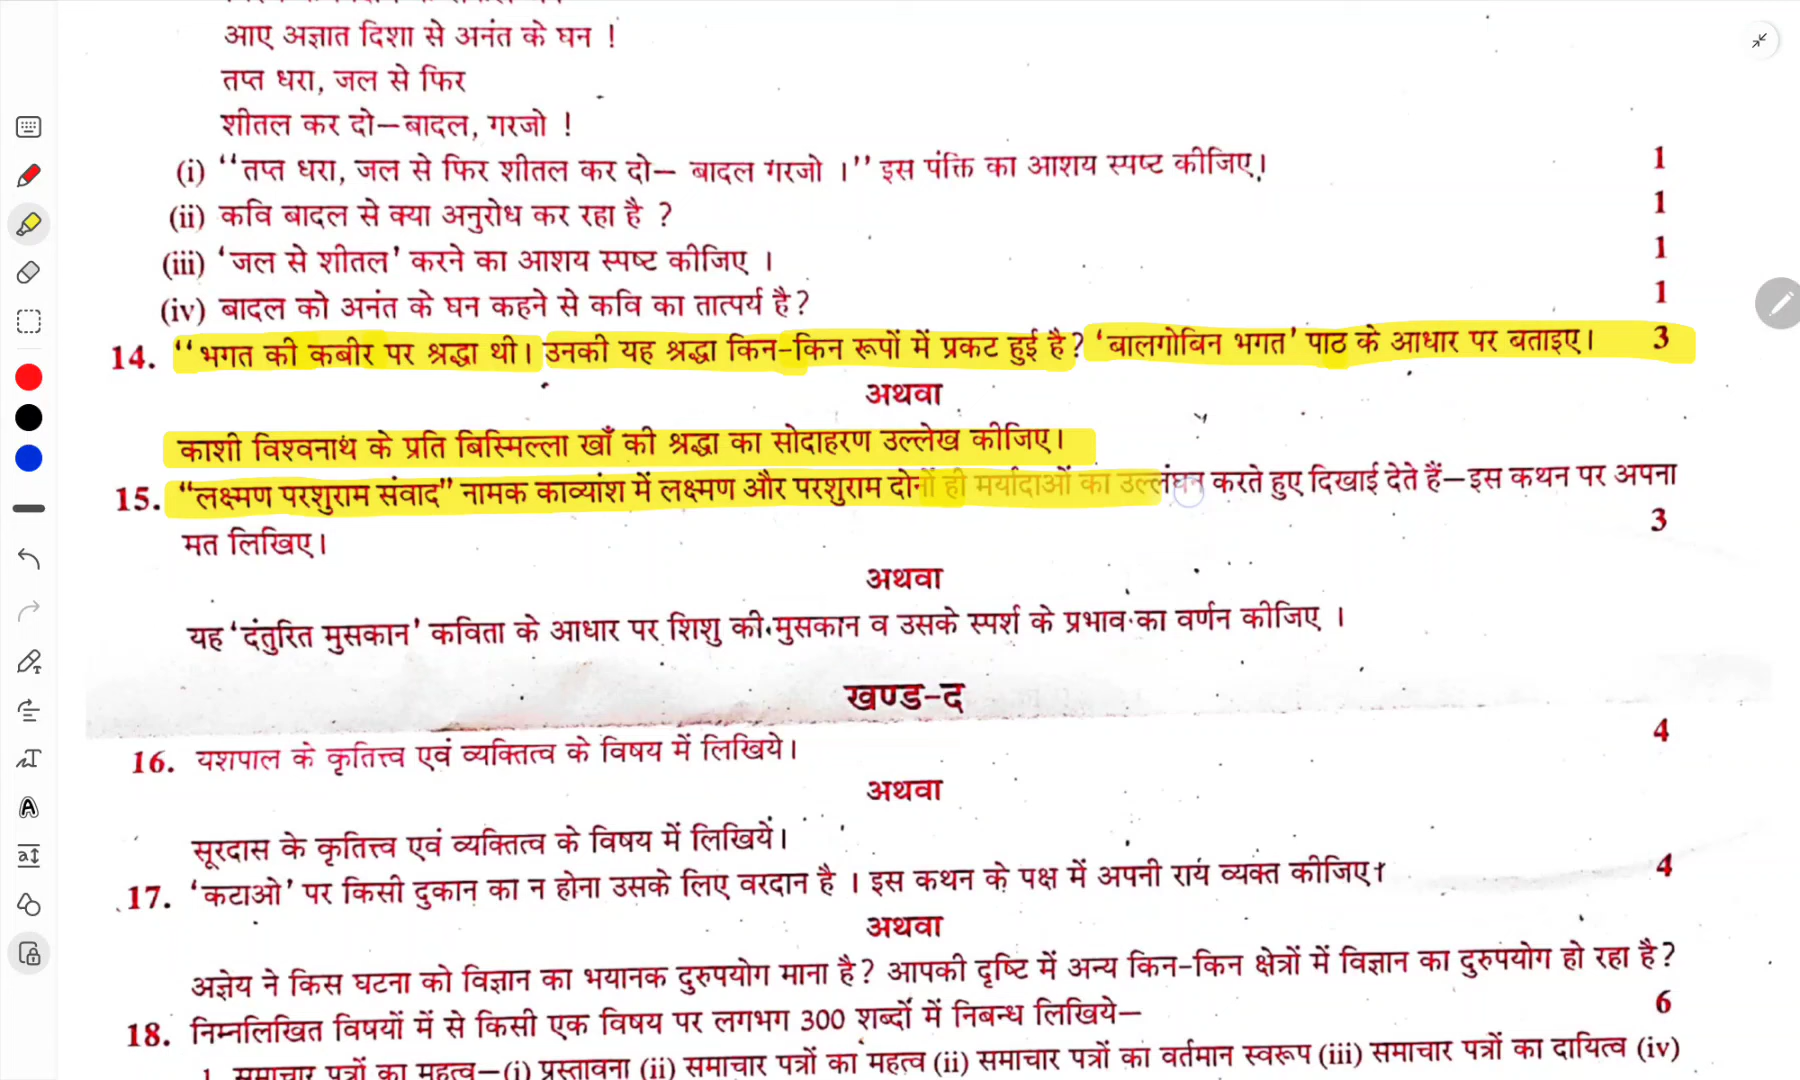 आए अज्ञात दिशा से अनंत के घन !
तप्त धरा, जल से फिर
शीतल कर दो—बादल, गरजो !
(i) ‘‘तप्त धरा, जल से फिर शीतल कर दो— बादल गरजो ।’’ इस पंक्ति का आशय स्पष्ट कीजिए। 1
(ii) कवि बादल से क्या अनुरोध कर रहा है ? 1
(iii) ‘जल से शीतल’ करने का आशय स्पष्ट कीजिए । 1
(iv) बादल को अनंत के घन कहने से कवि का तात्पर्य है? 1
14. ‘‘भगत की कबीर पर श्रद्धा थी। उनकी यह श्रद्धा किन-किन रूपों में प्रकट हुई है? ‘बालगोबिन भगत’ पाठ के आधार पर बताइए। 3
अथवा
काशी विश्वनाथ के प्रति बिस्मिल्ला खाँ की श्रद्धा का सोदाहरण उल्लेख कीजिए।
15. “लक्ष्मण परशुराम संवाद” नामक काव्यांश में लक्ष्मण और परशुराम दोनों ही मर्यादाओं का उल्लंघन करते हुए दिखाई देते हैं—इस कथन पर अपना
मत लिखिए। 3
अथवा
यह ‘दंतुरित मुसकान’ कविता के आधार पर शिशु की मुसकान व उसके स्पर्श के प्रभाव का वर्णन कीजिए ।
खण्ड-द
16. यशपाल के कृतित्त्व एवं व्यक्तित्व के विषय में लिखिये। 4
अथवा
सूरदास के कृतित्त्व एवं व्यक्तित्व के विषय में लिखियें।
17. ‘कटाओ’ पर किसी दुकान का न होना उसके लिए वरदान है । इस कथन के पक्ष में अपनी राय व्यक्त कीजिए। 4
अथवा
अज्ञेय ने किस घटना को विज्ञान का भयानक दुरुपयोग माना है? आपकी दृष्टि में अन्य किन-किन क्षेत्रों में विज्ञान का दुरुपयोग हो रहा है?
18. निम्नलिखित विषयों में से किसी एक विषय पर लगभग 300 शब्दों में निबन्ध लिखिये— 6
1. समाचार पत्रों का महत्व—(i) प्रस्तावना (ii) समाचार पत्रों का महत्व (ii) समाचार पत्रों का वर्तमान स्वरूप (iii) समाचार पत्रों का दायित्व (iv)